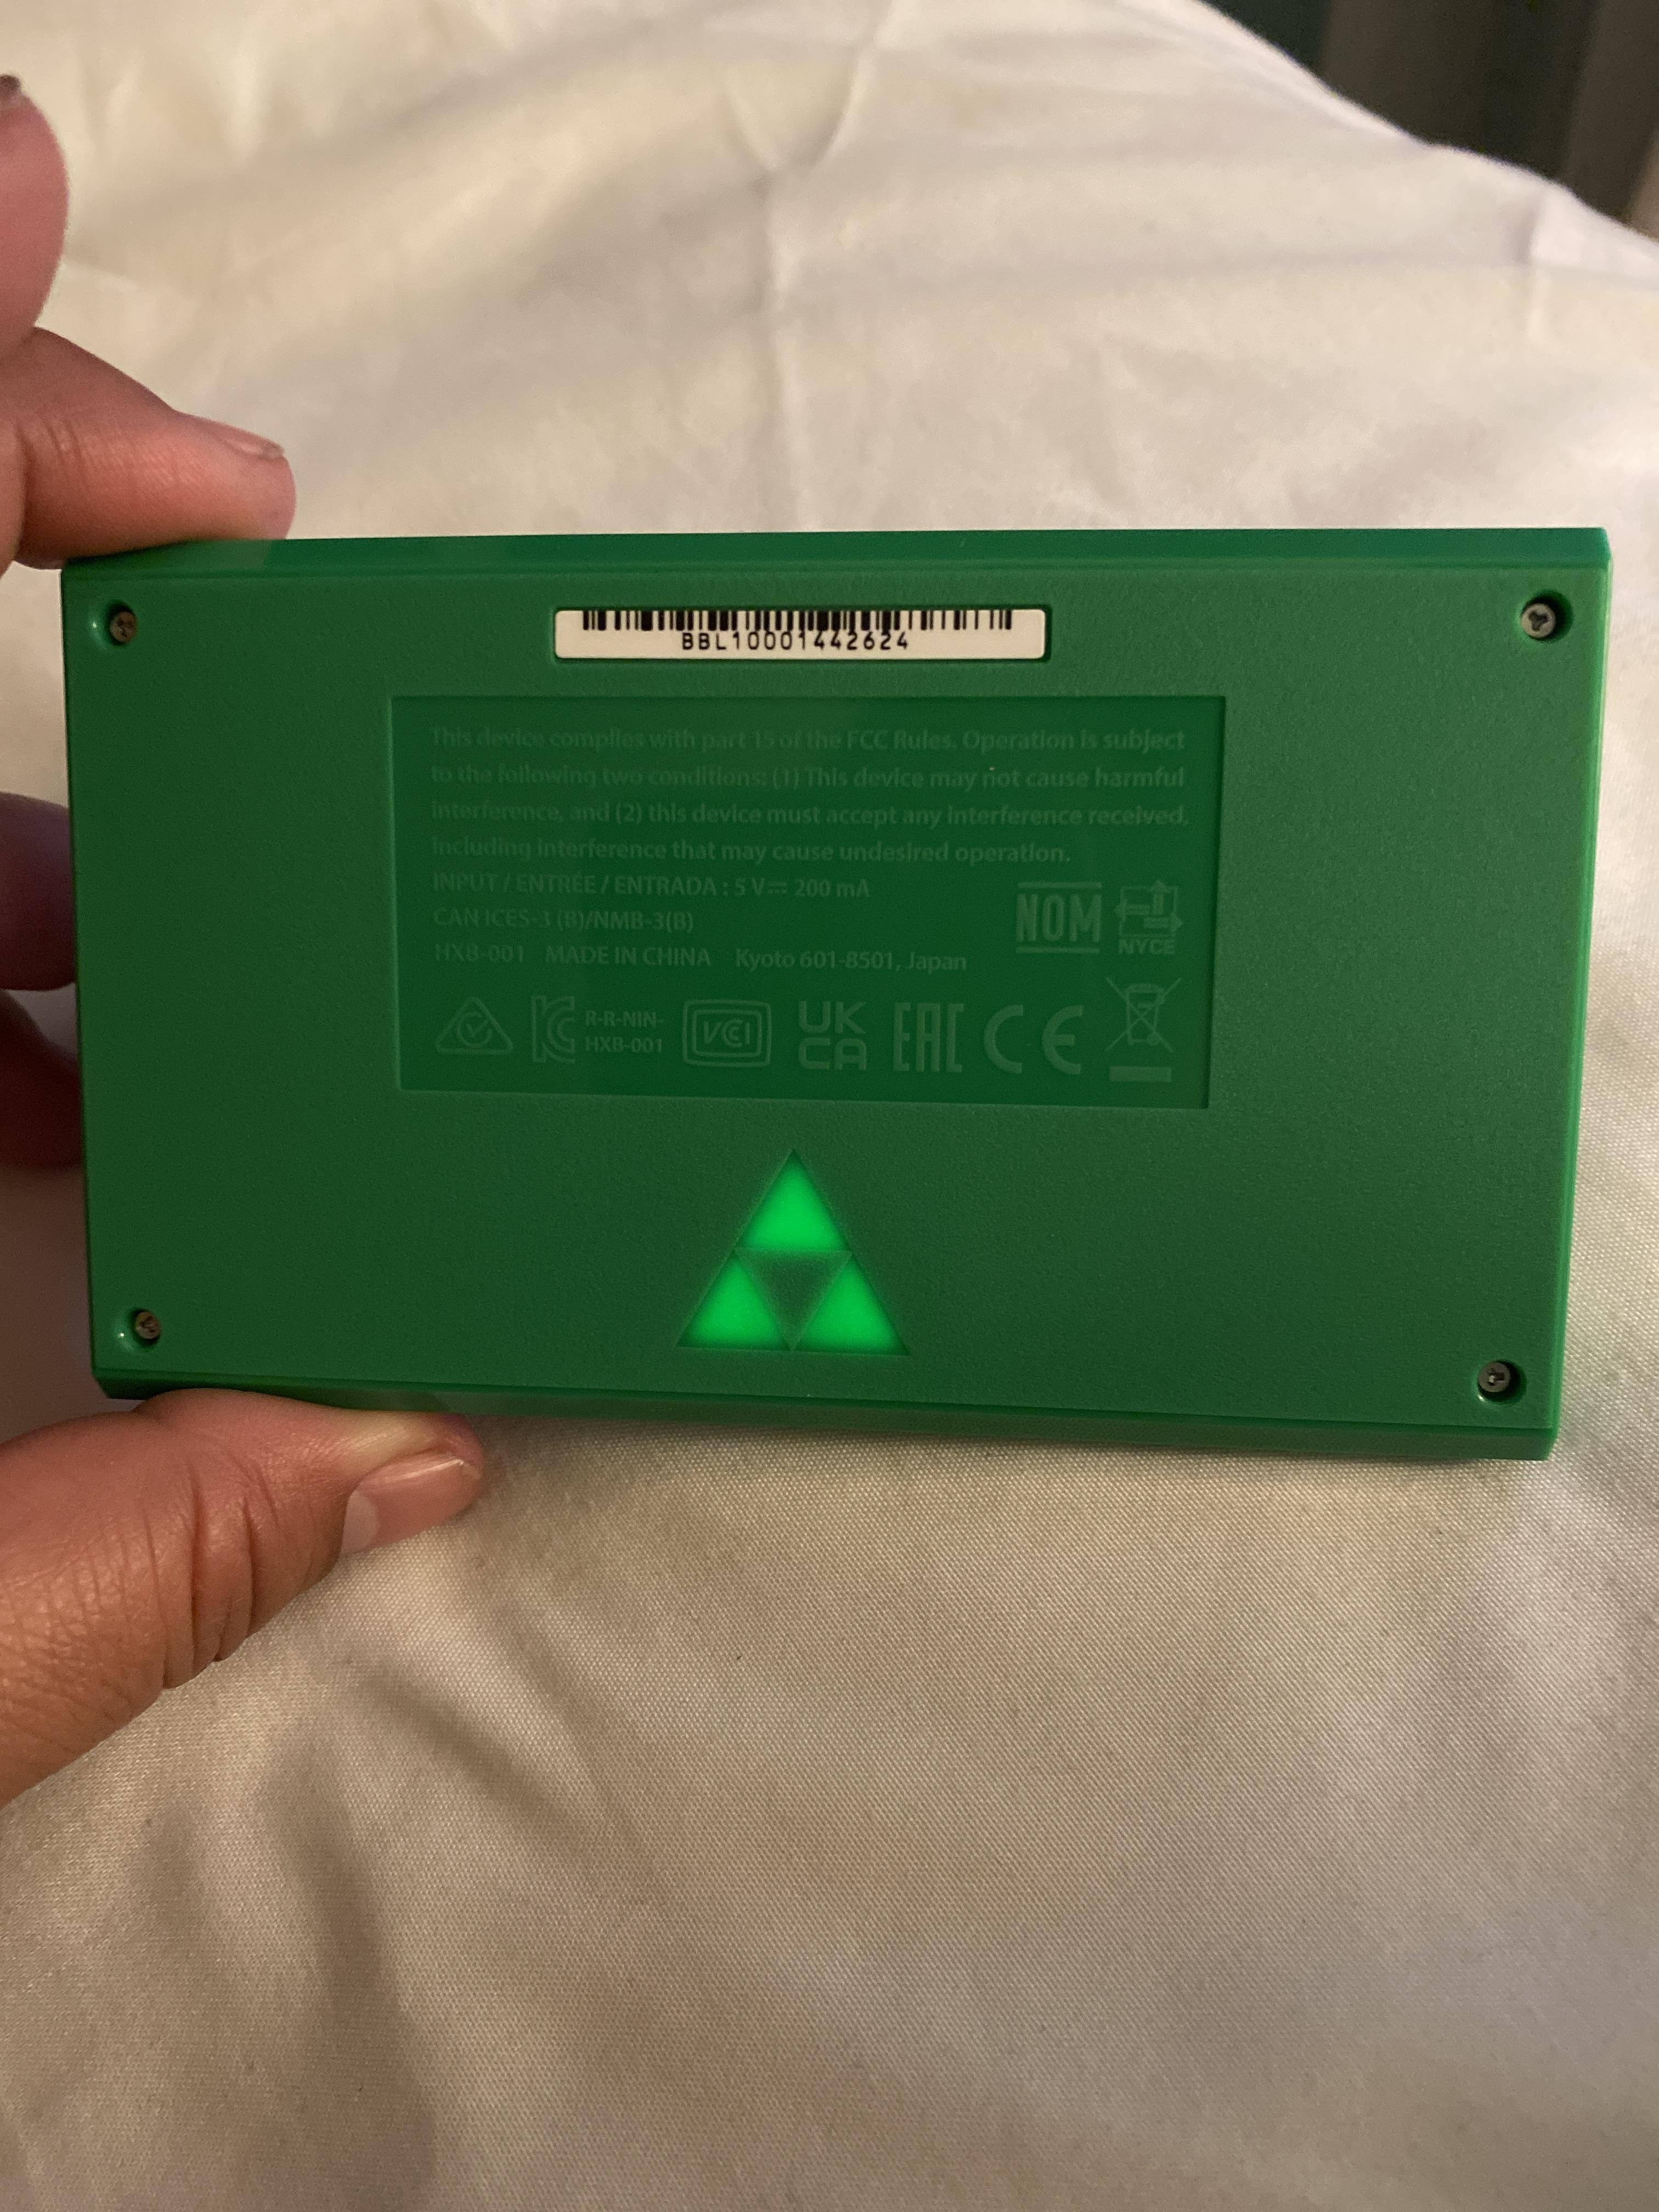 BBL10001442624
This device complies with part 15 of the FCC Rules. Operation is subject
to the following two conditions: (1) This device may not cause harmful
interference, and (2) this device must accept any interference received,
including interference that may cause undesired operation.
INPUT / ENTRÉE / ENTRADA : 5 V⎓ 200 mA
CAN ICES-3 (B)/NMB-3(B)
HXB-001 MADE IN CHINA Kyoto 601-8501, Japan
NOM
NYCE
R-R-NIN-
HXB-001
VCI
UK
CA
EAC
CE